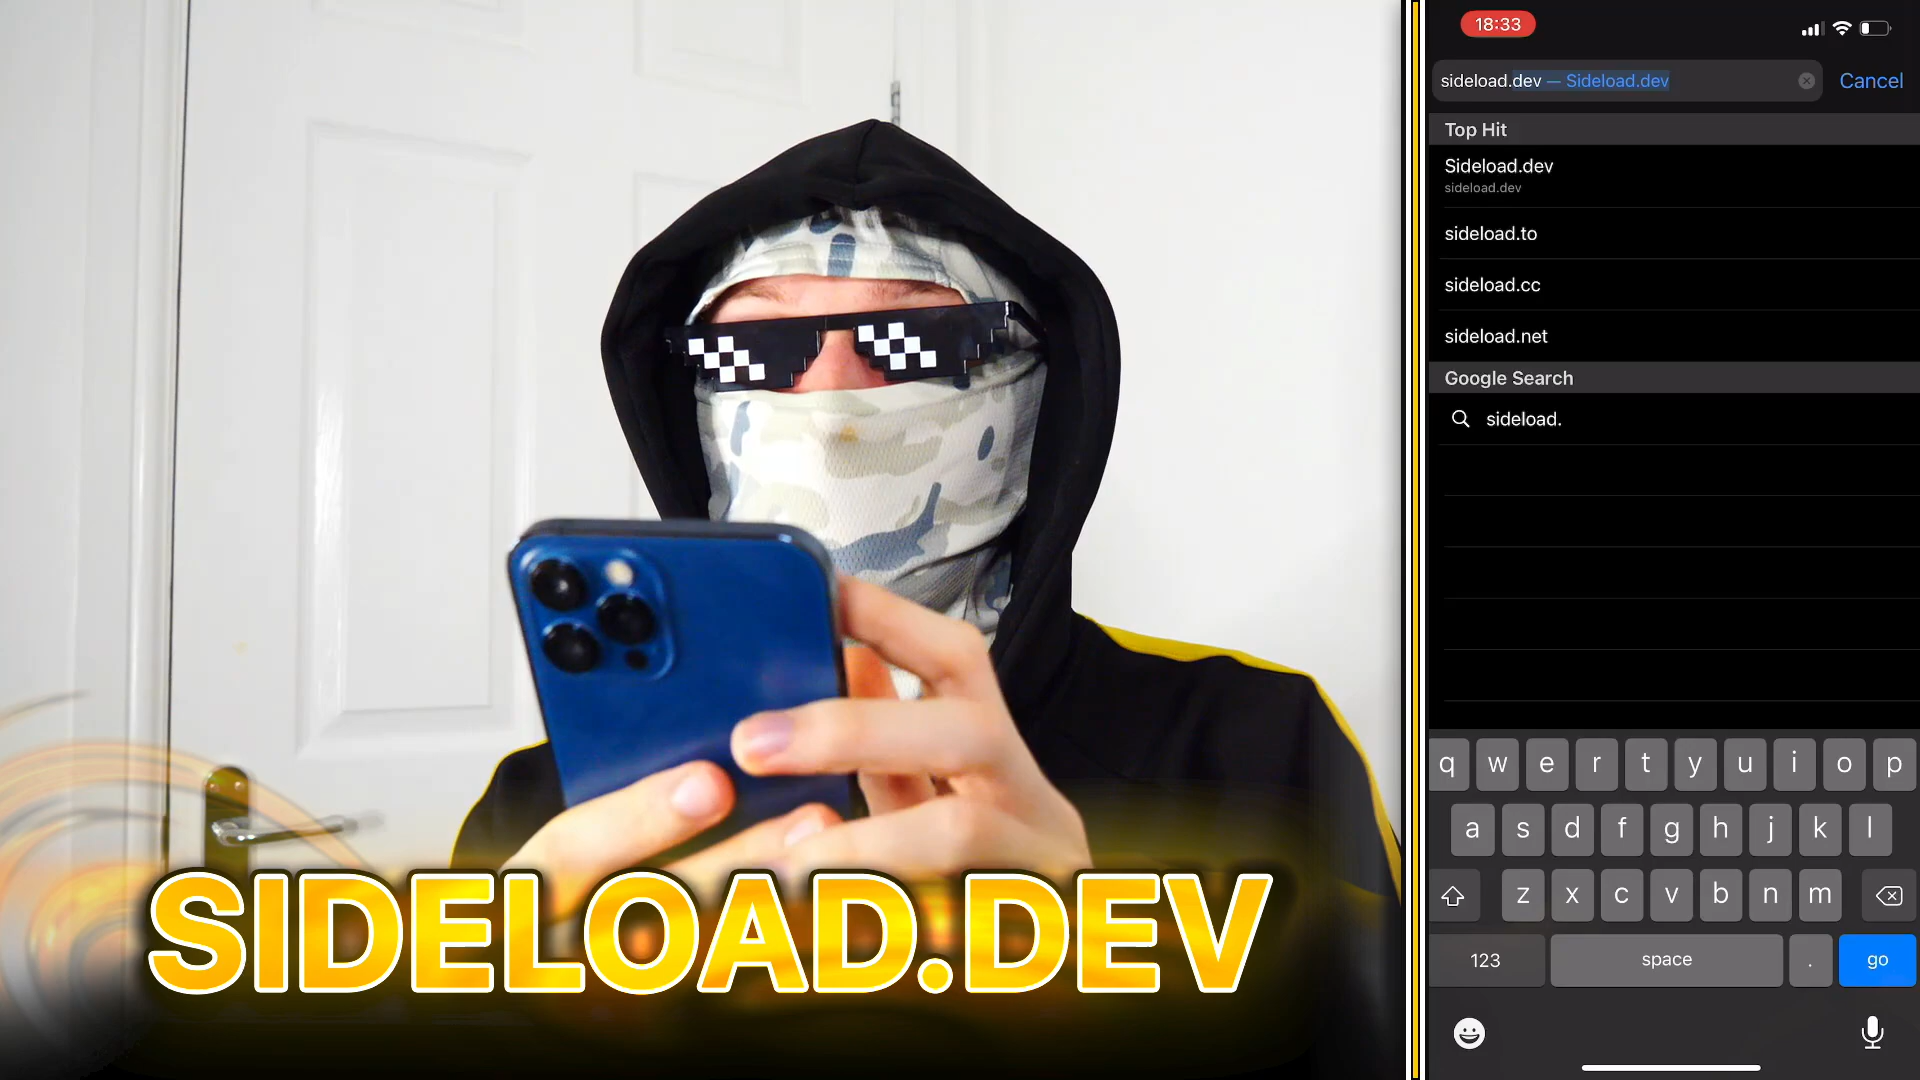 SIDELOAD.DEV
18:33
sideload.dev — Sideload.dev
Cancel
Top Hit
Sideload.dev
sideload.dev
sideload.to
sideload.cc
sideload.net
Google Search
sideload.
q w e r t y u i o p
a s d f g h j k l
z x c v b n m
123 space . go